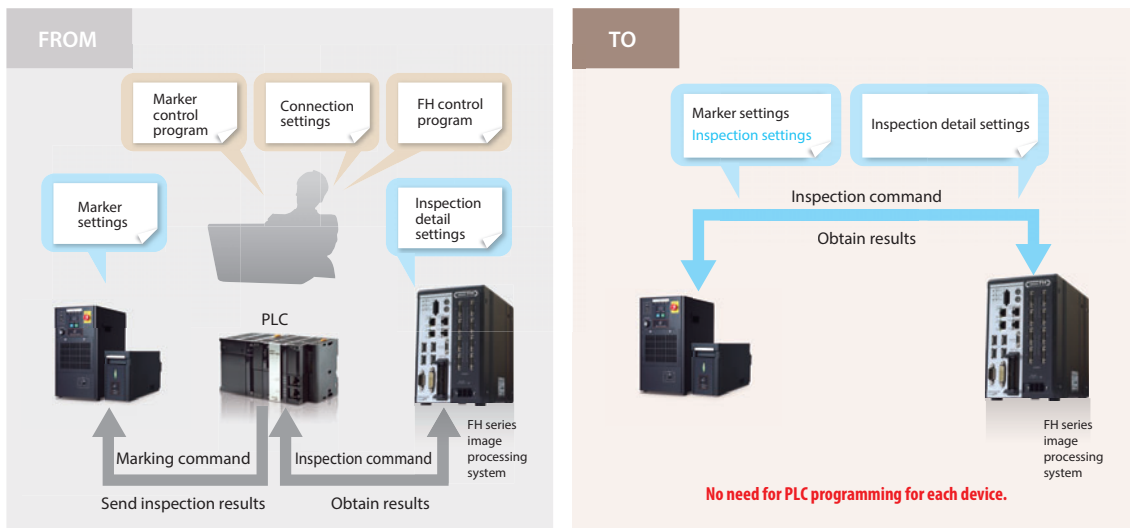 FROM
Marker
control
program
Connection
settings
FH control
program
Marker
settings
Inspection
detail
settings
PLC
FH series
image
processing
system
Marking command
Inspection command
Send inspection results
Obtain results
TO
Marker settings
Inspection settings
Inspection detail settings
Inspection command
Obtain results
FH series
image
processing
system
No need for PLC programming for each device.